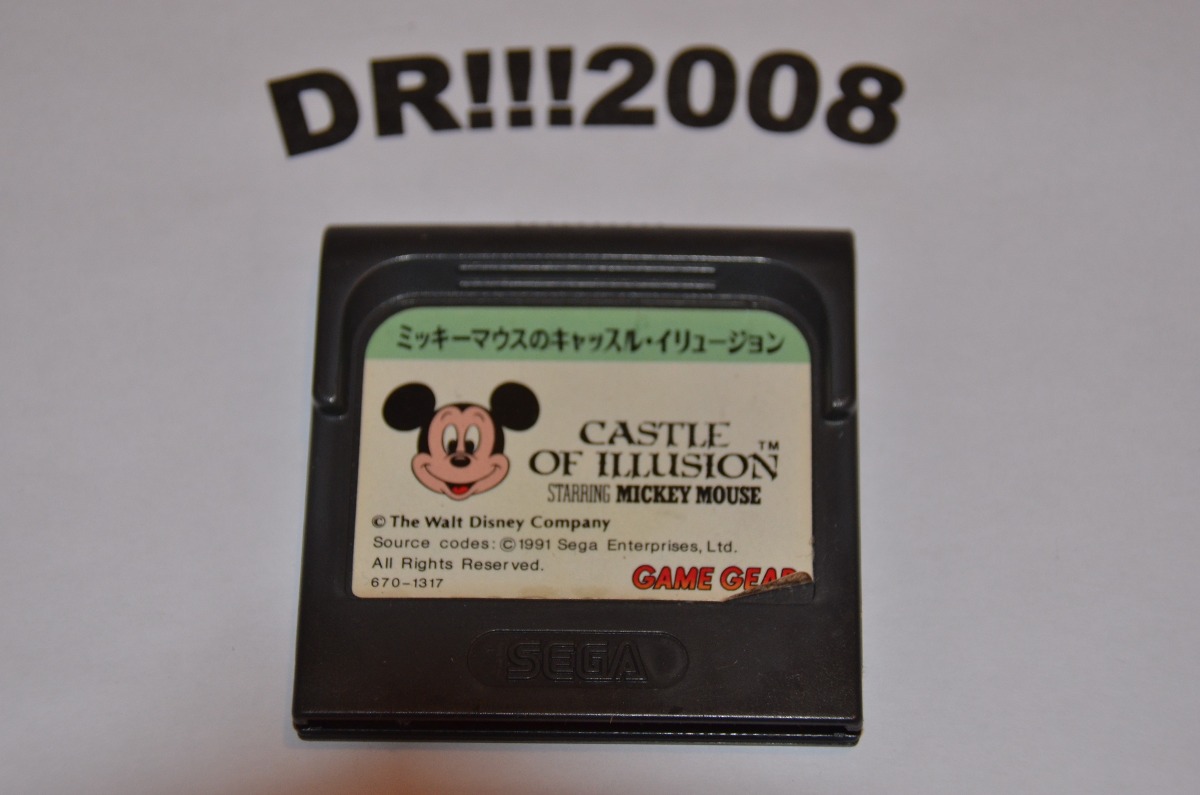 DR!!!2008
ミッキーマウスのキャッスル・イリュージョン
CASTLE
OF ILLUSION™
STARRING MICKEY MOUSE
© The Walt Disney Company
Source codes: © 1991 Sega Enterprises, Ltd.
All Rights Reserved.
670-1317
GAME GEAR
SEGA